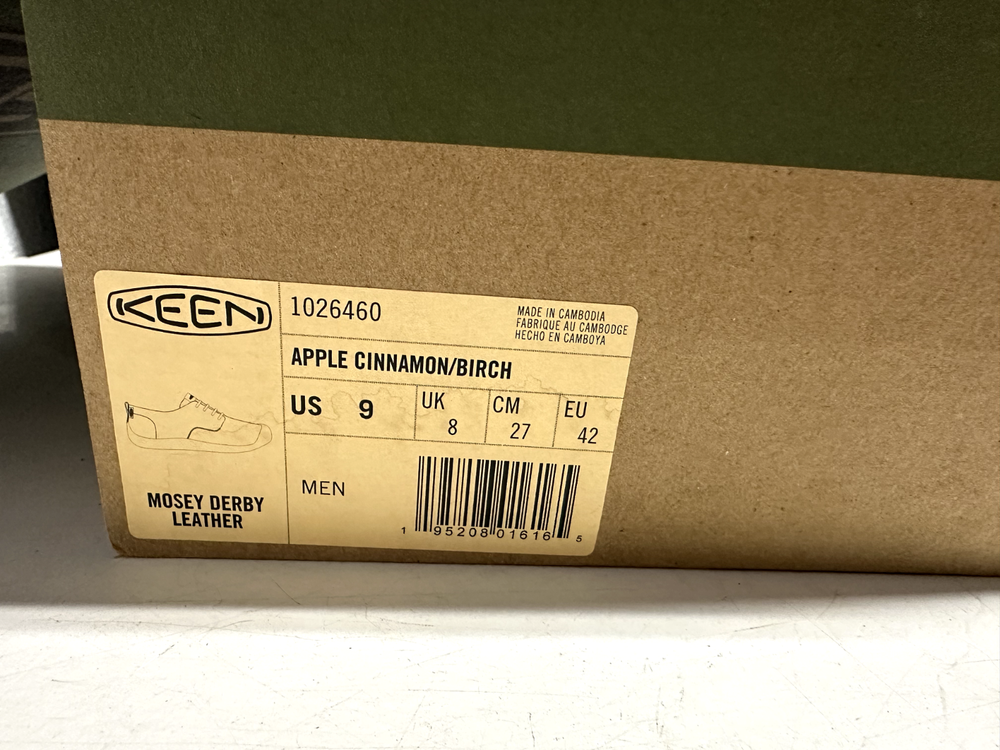 KEEN
MOSEY DERBY
LEATHER
1026460
MADE IN CAMBODIA
FABRIQUE AU CAMBODGE
HECHO EN CAMBOYA
APPLE CINNAMON/BIRCH
US 9
UK 8
CM 27
EU 42
MEN
1 95208 01616 5